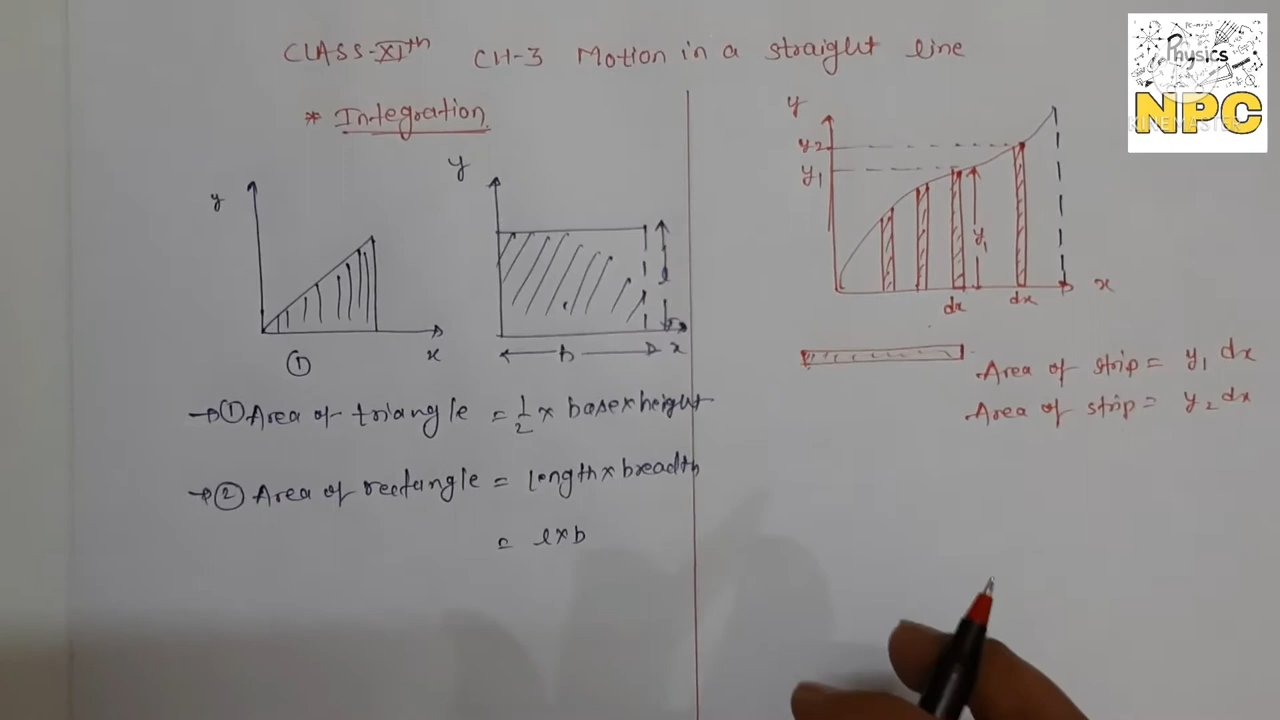 CLASS-XIth CH-3 Motion in a straight line
* Integration
y
x
①
y
l
b
x
→① Area of triangle = 1/2 x base x height
→② Area of rectangle = length x breadth
= l x b
y
y2
y1
y1
dx
dx
x
Area of strip = y1 dx
Area of strip = y2 dx
Physics
NPC
KINEMASTER